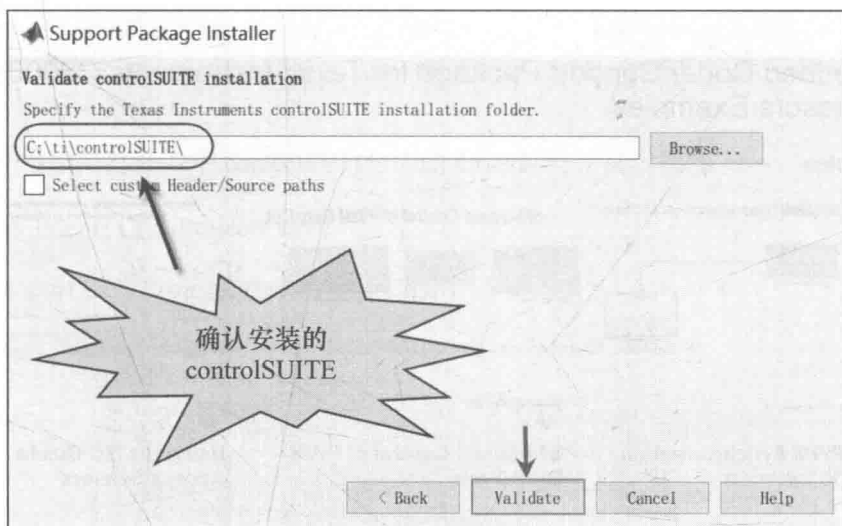 Support Package Installer
Validate controlSUITE installation
Specify the Texas Instruments controlSUITE installation folder.
C:\ti\controlSUITE\
Browse...
Select custom Header/Source paths
确认安装的
controlSUITE
< Back
Validate
Cancel
Help